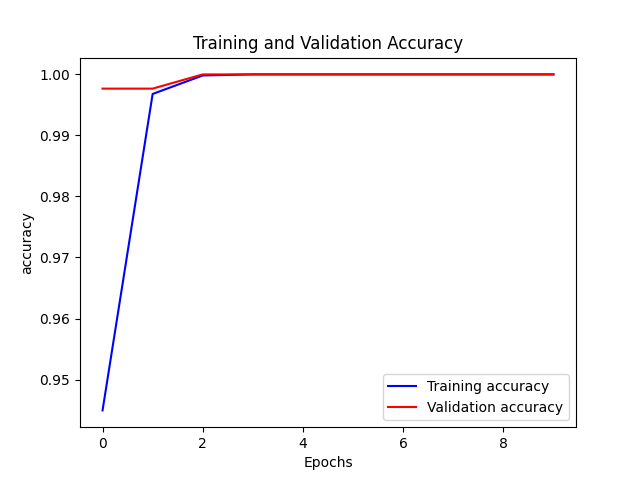 Training and Validation Accuracy
1.00
0.99
0.98
0.97
0.96
0.95
accuracy
0 2 4 6 8
Epochs
Training accuracy
Validation accuracy